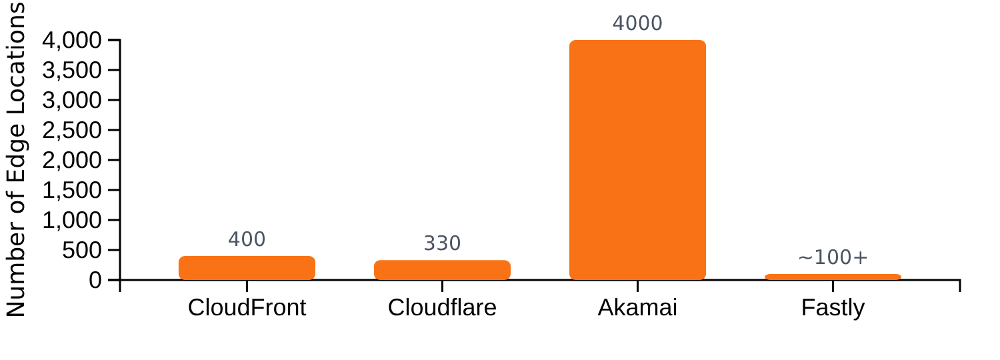 Number of Edge Locations
4,000
3,500
3,000
2,500
2,000
1,500
1,000
500
0
400
330
4000
~100+
CloudFront
Cloudflare
Akamai
Fastly